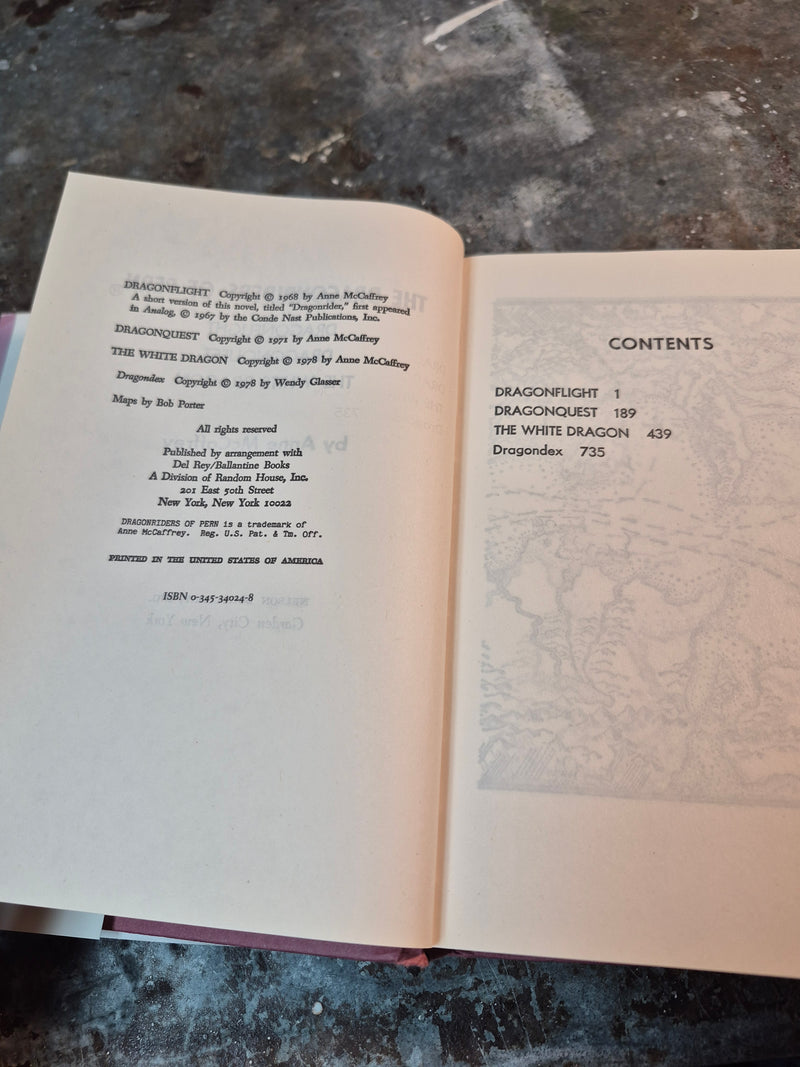 DRAGONFLIGHT Copyright © 1968 by Anne McCaffrey
A short version of this novel, titled "Dragonrider," first appeared
in Analog, © 1967 by the Conde Nast Publications, Inc.
DRAGONQUEST Copyright © 1971 by Anne McCaffrey
THE WHITE DRAGON Copyright © 1978 by Anne McCaffrey
Dragondex Copyright © 1978 by Wendy Glasser
Maps by Bob Porter
All rights reserved
Published by arrangement with
Del Rey/Ballantine Books
A Division of Random House, Inc.
201 East 50th Street
New York, New York 10022
DRAGONRIDERS OF PERN is a trademark of
Anne McCaffrey. Reg. U.S. Pat. & Tm. Off.
PRINTED IN THE UNITED STATES OF AMERICA
ISBN 0-345-34024-8
Garden City, New York
CONTENTS
DRAGONFLIGHT 1
DRAGONQUEST 189
THE WHITE DRAGON 439
Dragondex 735